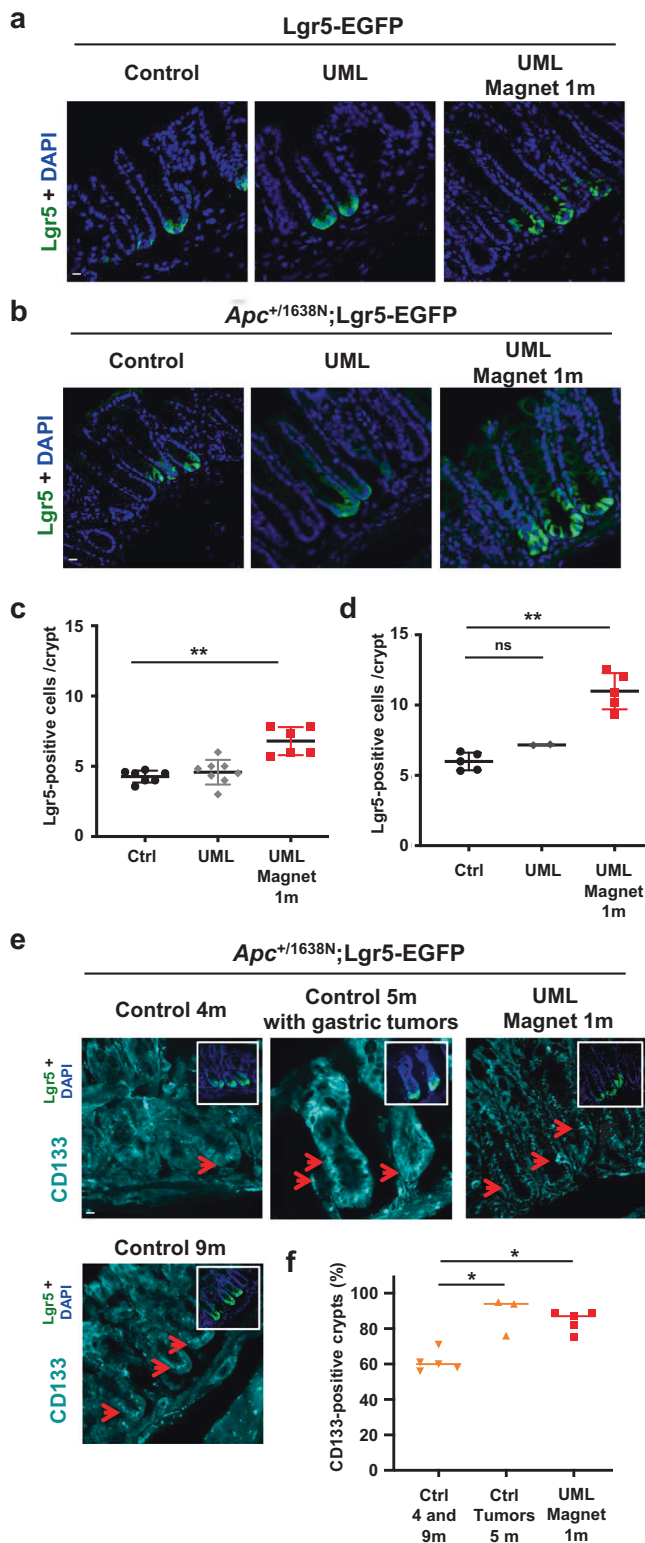 a
Lgr5-EGFP
Control
UML
UML
Magnet 1m
Lgr5 + DAPI
b
Apc+/1638N;Lgr5-EGFP
Control
UML
UML
Magnet 1m
Lgr5 + DAPI
c
Lgr5-positive cells /crypt
15
10
5
0
**
Ctrl
UML
UML
Magnet
1m
d
Lgr5-positive cells/crypt
15
10
5
0
**
ns
Ctrl
UML
UML
Magnet
1m
e
Apc+/1638N;Lgr5-EGFP
Control 4m
Control 5m
with gastric tumors
UML
Magnet 1m
Lgr5 +
DAPI
CD133
Control 9m
Lgr5 +
DAPI
CD133
f
CD133-positive crypts (%)
100
80
60
40
20
0
*
*
Ctrl
4 and
9m
Ctrl
Tumors
5 m
UML
Magnet
1m